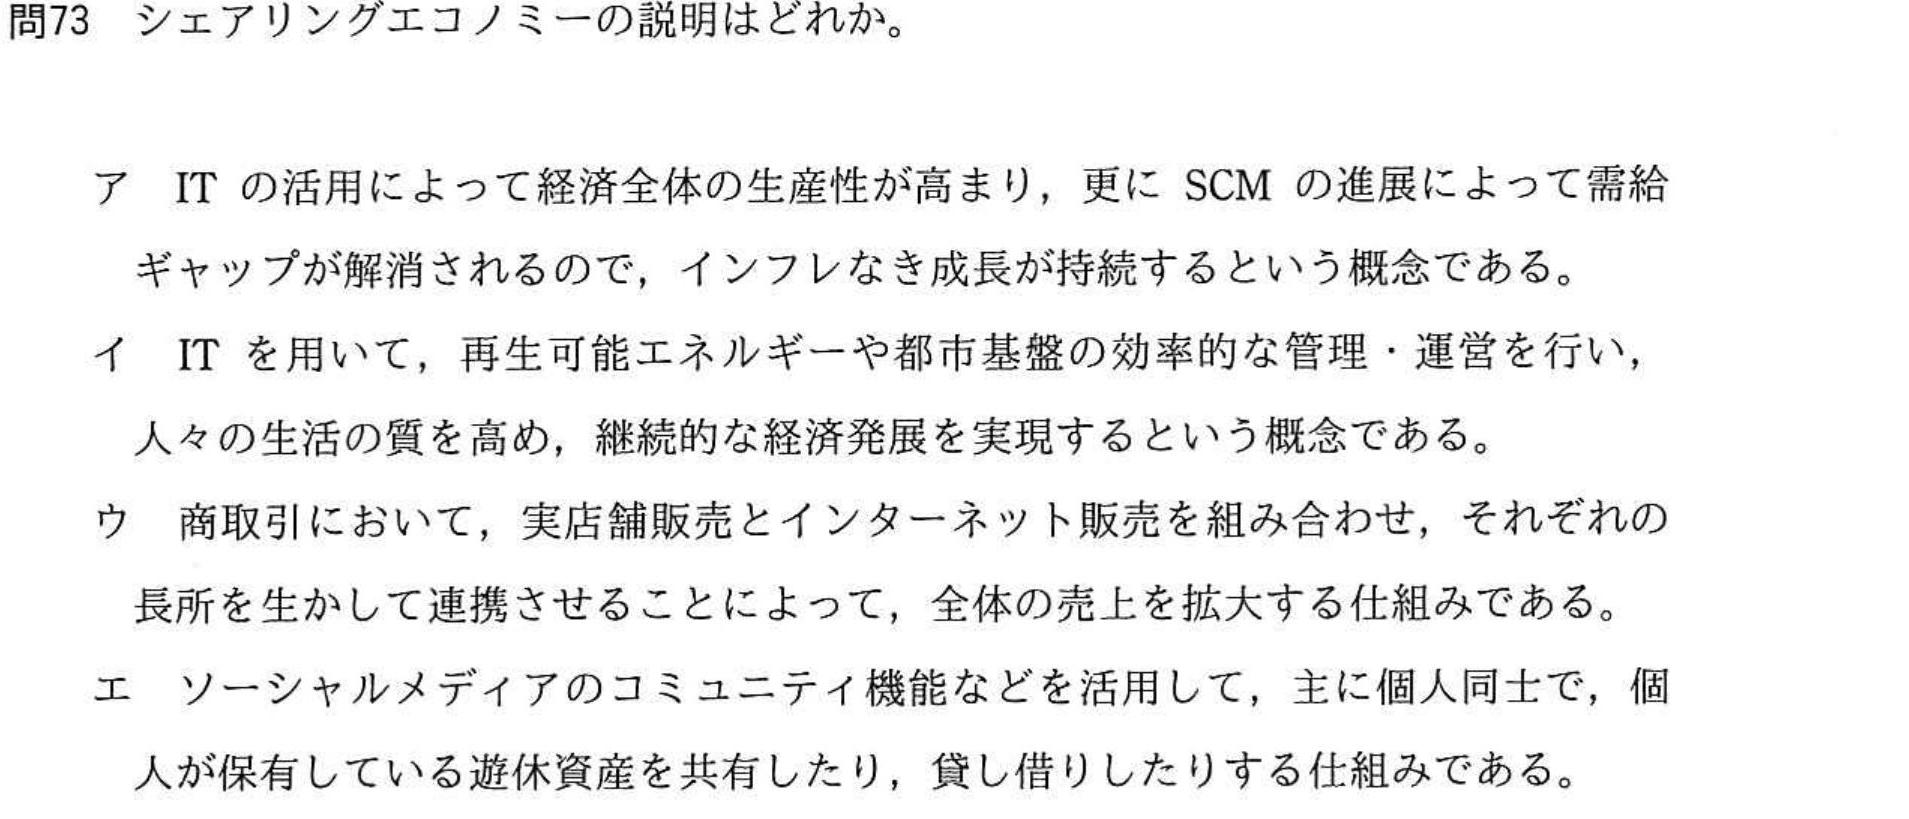 問73 シェアリングエコノミーの説明はどれか。
ア IT の活用によって経済全体の生産性が高まり，更に SCM の進展によって需給
ギャップが解消されるので，インフレなき成長が持続するという概念である。
イ IT を用いて，再生可能エネルギーや都市基盤の効率的な管理・運営を行い，
人々の生活の質を高め，継続的な経済発展を実現するという概念である。
ウ 商取引において，実店舗販売とインターネット販売を組み合わせ，それぞれの
長所を生かして連携させることによって，全体の売上を拡大する仕組みである。
エ ソーシャルメディアのコミュニティ機能などを活用して，主に個人同士で，個
人が保有している遊休資産を共有したり，貸し借りしたりする仕組みである。